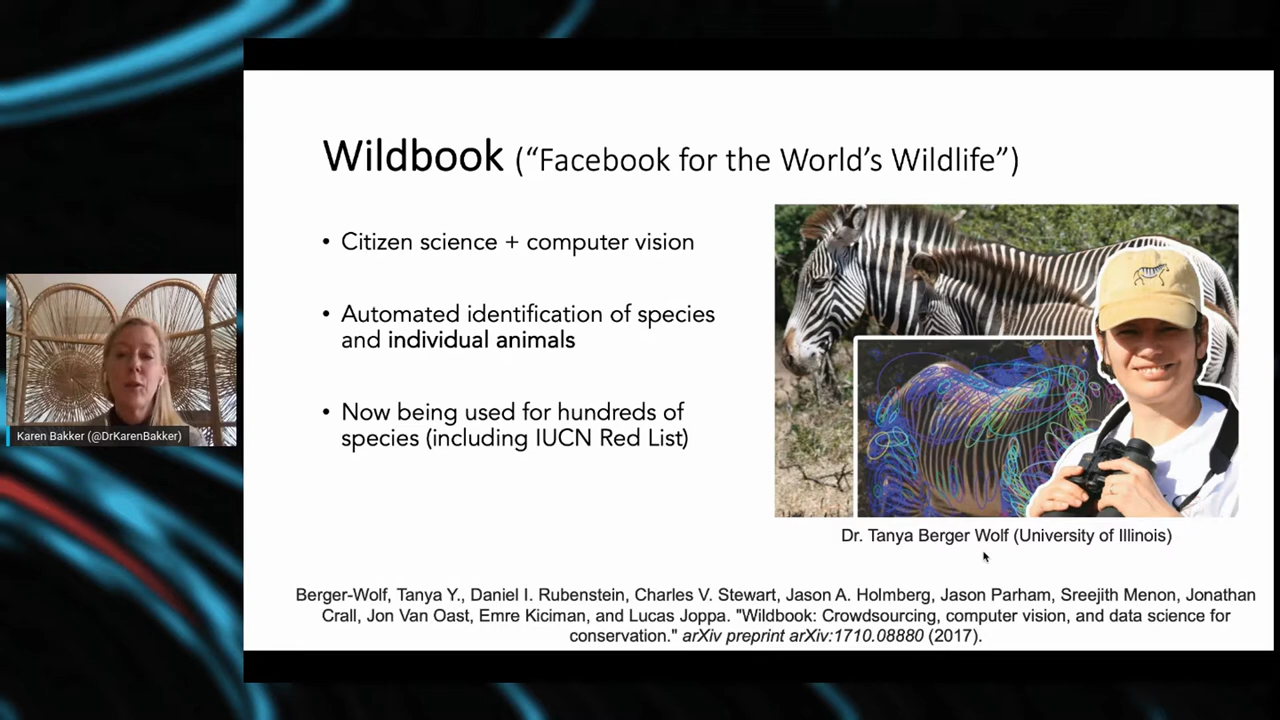 Wildbook (“Facebook for the World’s Wildlife”)
• Citizen science + computer vision
• Automated identification of species
and individual animals
• Now being used for hundreds of
species (including IUCN Red List)
Karen Bakker (@DrKarenBakker)
Dr. Tanya Berger Wolf (University of Illinois)
Berger-Wolf, Tanya Y., Daniel I. Rubenstein, Charles V. Stewart, Jason A. Holmberg, Jason Parham, Sreejith Menon, Jonathan
Crall, Jon Van Oast, Emre Kiciman, and Lucas Joppa. "Wildbook: Crowdsourcing, computer vision, and data science for
conservation." arXiv preprint arXiv:1710.08880 (2017).